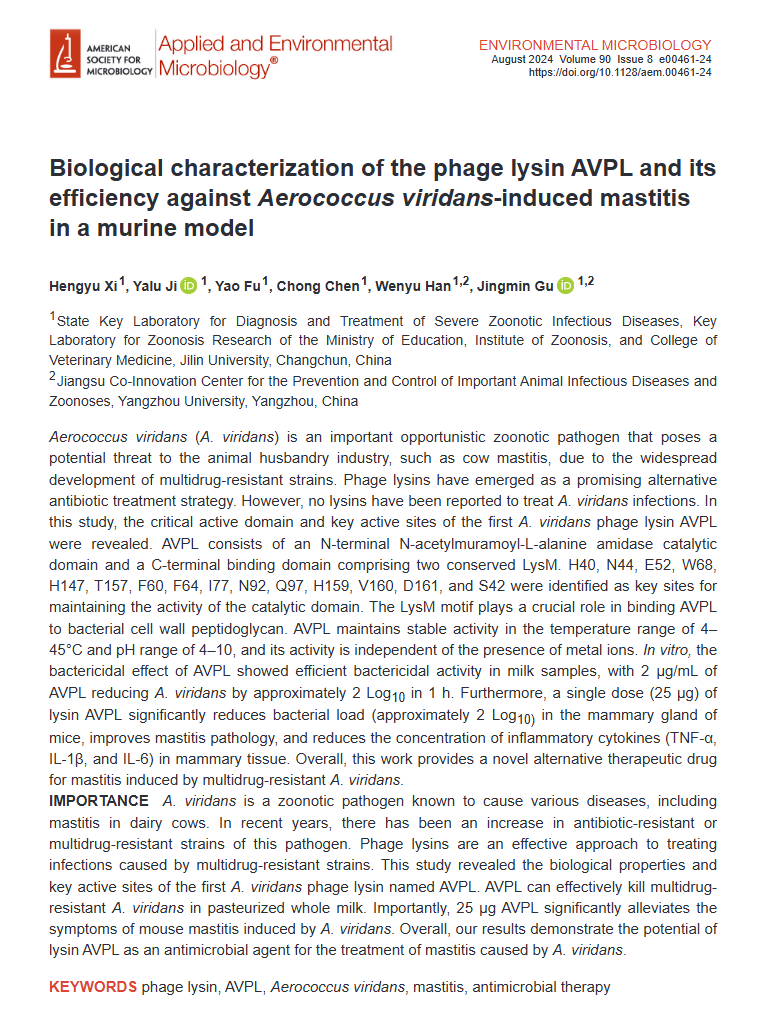 AMERICAN
SOCIETY FOR
MICROBIOLOGY
Applied and Environmental
Microbiology®
ENVIRONMENTAL MICROBIOLOGY
August 2024 Volume 90 Issue 8 e00461-24
https://doi.org/10.1128/aem.00461-24
Biological characterization of the phage lysin AVPL and its
efficiency against Aerococcus viridans-induced mastitis
in a murine model
Hengyu Xi1, Yalu Ji iD 1, Yao Fu1, Chong Chen1, Wenyu Han1,2, Jingmin Gu iD 1,2
1State Key Laboratory for Diagnosis and Treatment of Severe Zoonotic Infectious Diseases, Key
Laboratory for Zoonosis Research of the Ministry of Education, Institute of Zoonosis, and College of
Veterinary Medicine, Jilin University, Changchun, China
2Jiangsu Co-Innovation Center for the Prevention and Control of Important Animal Infectious Diseases and
Zoonoses, Yangzhou University, Yangzhou, China
Aerococcus viridans (A. viridans) is an important opportunistic zoonotic pathogen that poses a
potential threat to the animal husbandry industry, such as cow mastitis, due to the widespread
development of multidrug-resistant strains. Phage lysins have emerged as a promising alternative
antibiotic treatment strategy. However, no lysins have been reported to treat A. viridans infections. In
this study, the critical active domain and key active sites of the first A. viridans phage lysin AVPL
were revealed. AVPL consists of an N-terminal N-acetylmuramoyl-L-alanine amidase catalytic
domain and a C-terminal binding domain comprising two conserved LysM. H40, N44, E52, W68,
H147, T157, F60, F64, I77, N92, Q97, H159, V160, D161, and S42 were identified as key sites for
maintaining the activity of the catalytic domain. The LysM motif plays a crucial role in binding AVPL
to bacterial cell wall peptidoglycan. AVPL maintains stable activity in the temperature range of 4–
45°C and pH range of 4–10, and its activity is independent of the presence of metal ions. In vitro, the
bactericidal effect of AVPL showed efficient bactericidal activity in milk samples, with 2 μg/mL of
AVPL reducing A. viridans by approximately 2 Log10 in 1 h. Furthermore, a single dose (25 μg) of
lysin AVPL significantly reduces bacterial load (approximately 2 Log10) in the mammary gland of
mice, improves mastitis pathology, and reduces the concentration of inflammatory cytokines (TNF-α,
IL-1β, and IL-6) in mammary tissue. Overall, this work provides a novel alternative therapeutic drug
for mastitis induced by multidrug-resistant A. viridans.
IMPORTANCE A. viridans is a zoonotic pathogen known to cause various diseases, including
mastitis in dairy cows. In recent years, there has been an increase in antibiotic-resistant or
multidrug-resistant strains of this pathogen. Phage lysins are an effective approach to treating
infections caused by multidrug-resistant strains. This study revealed the biological properties and
key active sites of the first A. viridans phage lysin named AVPL. AVPL can effectively kill multidrug-
resistant A. viridans in pasteurized whole milk. Importantly, 25 μg AVPL significantly alleviates the
symptoms of mouse mastitis induced by A. viridans. Overall, our results demonstrate the potential of
lysin AVPL as an antimicrobial agent for the treatment of mastitis caused by A. viridans.
KEYWORDS phage lysin, AVPL, Aerococcus viridans, mastitis, antimicrobial therapy